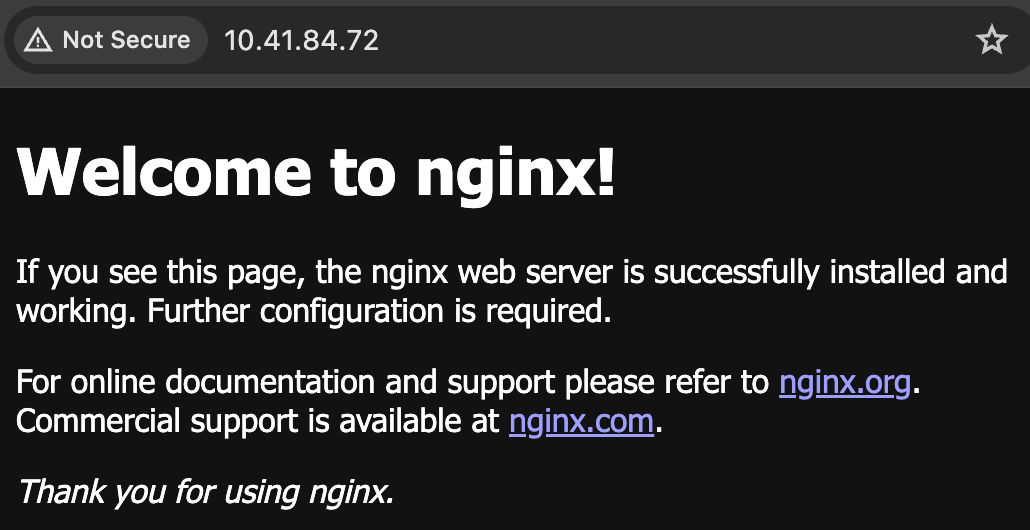 Not Secure 10.41.84.72
Welcome to nginx!
If you see this page, the nginx web server is successfully installed and
working. Further configuration is required.
For online documentation and support please refer to nginx.org.
Commercial support is available at nginx.com.
Thank you for using nginx.